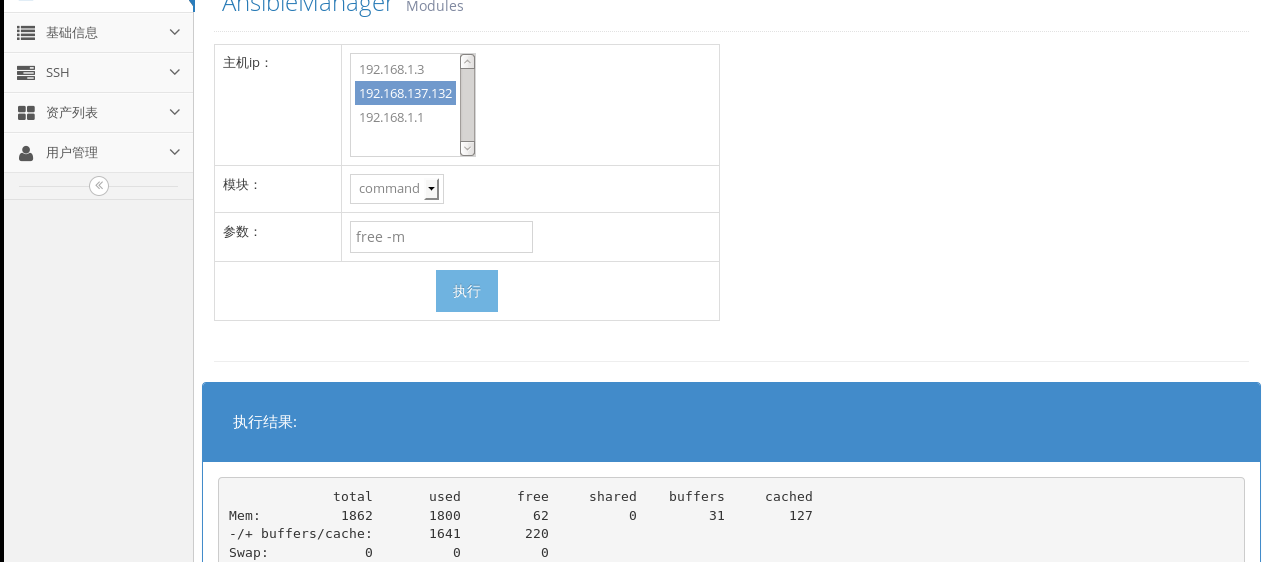 AnsibleManager Modules
基础信息
SSH
资产列表
用户管理
主机ip：
192.168.1.3
192.168.137.132
192.168.1.1
模块：
command
参数：
free -m
执行
执行结果:
total used free shared buffers cached
Mem: 1862 1800 62 0 31 127
-/+ buffers/cache: 1641 220
Swap: 0 0 0